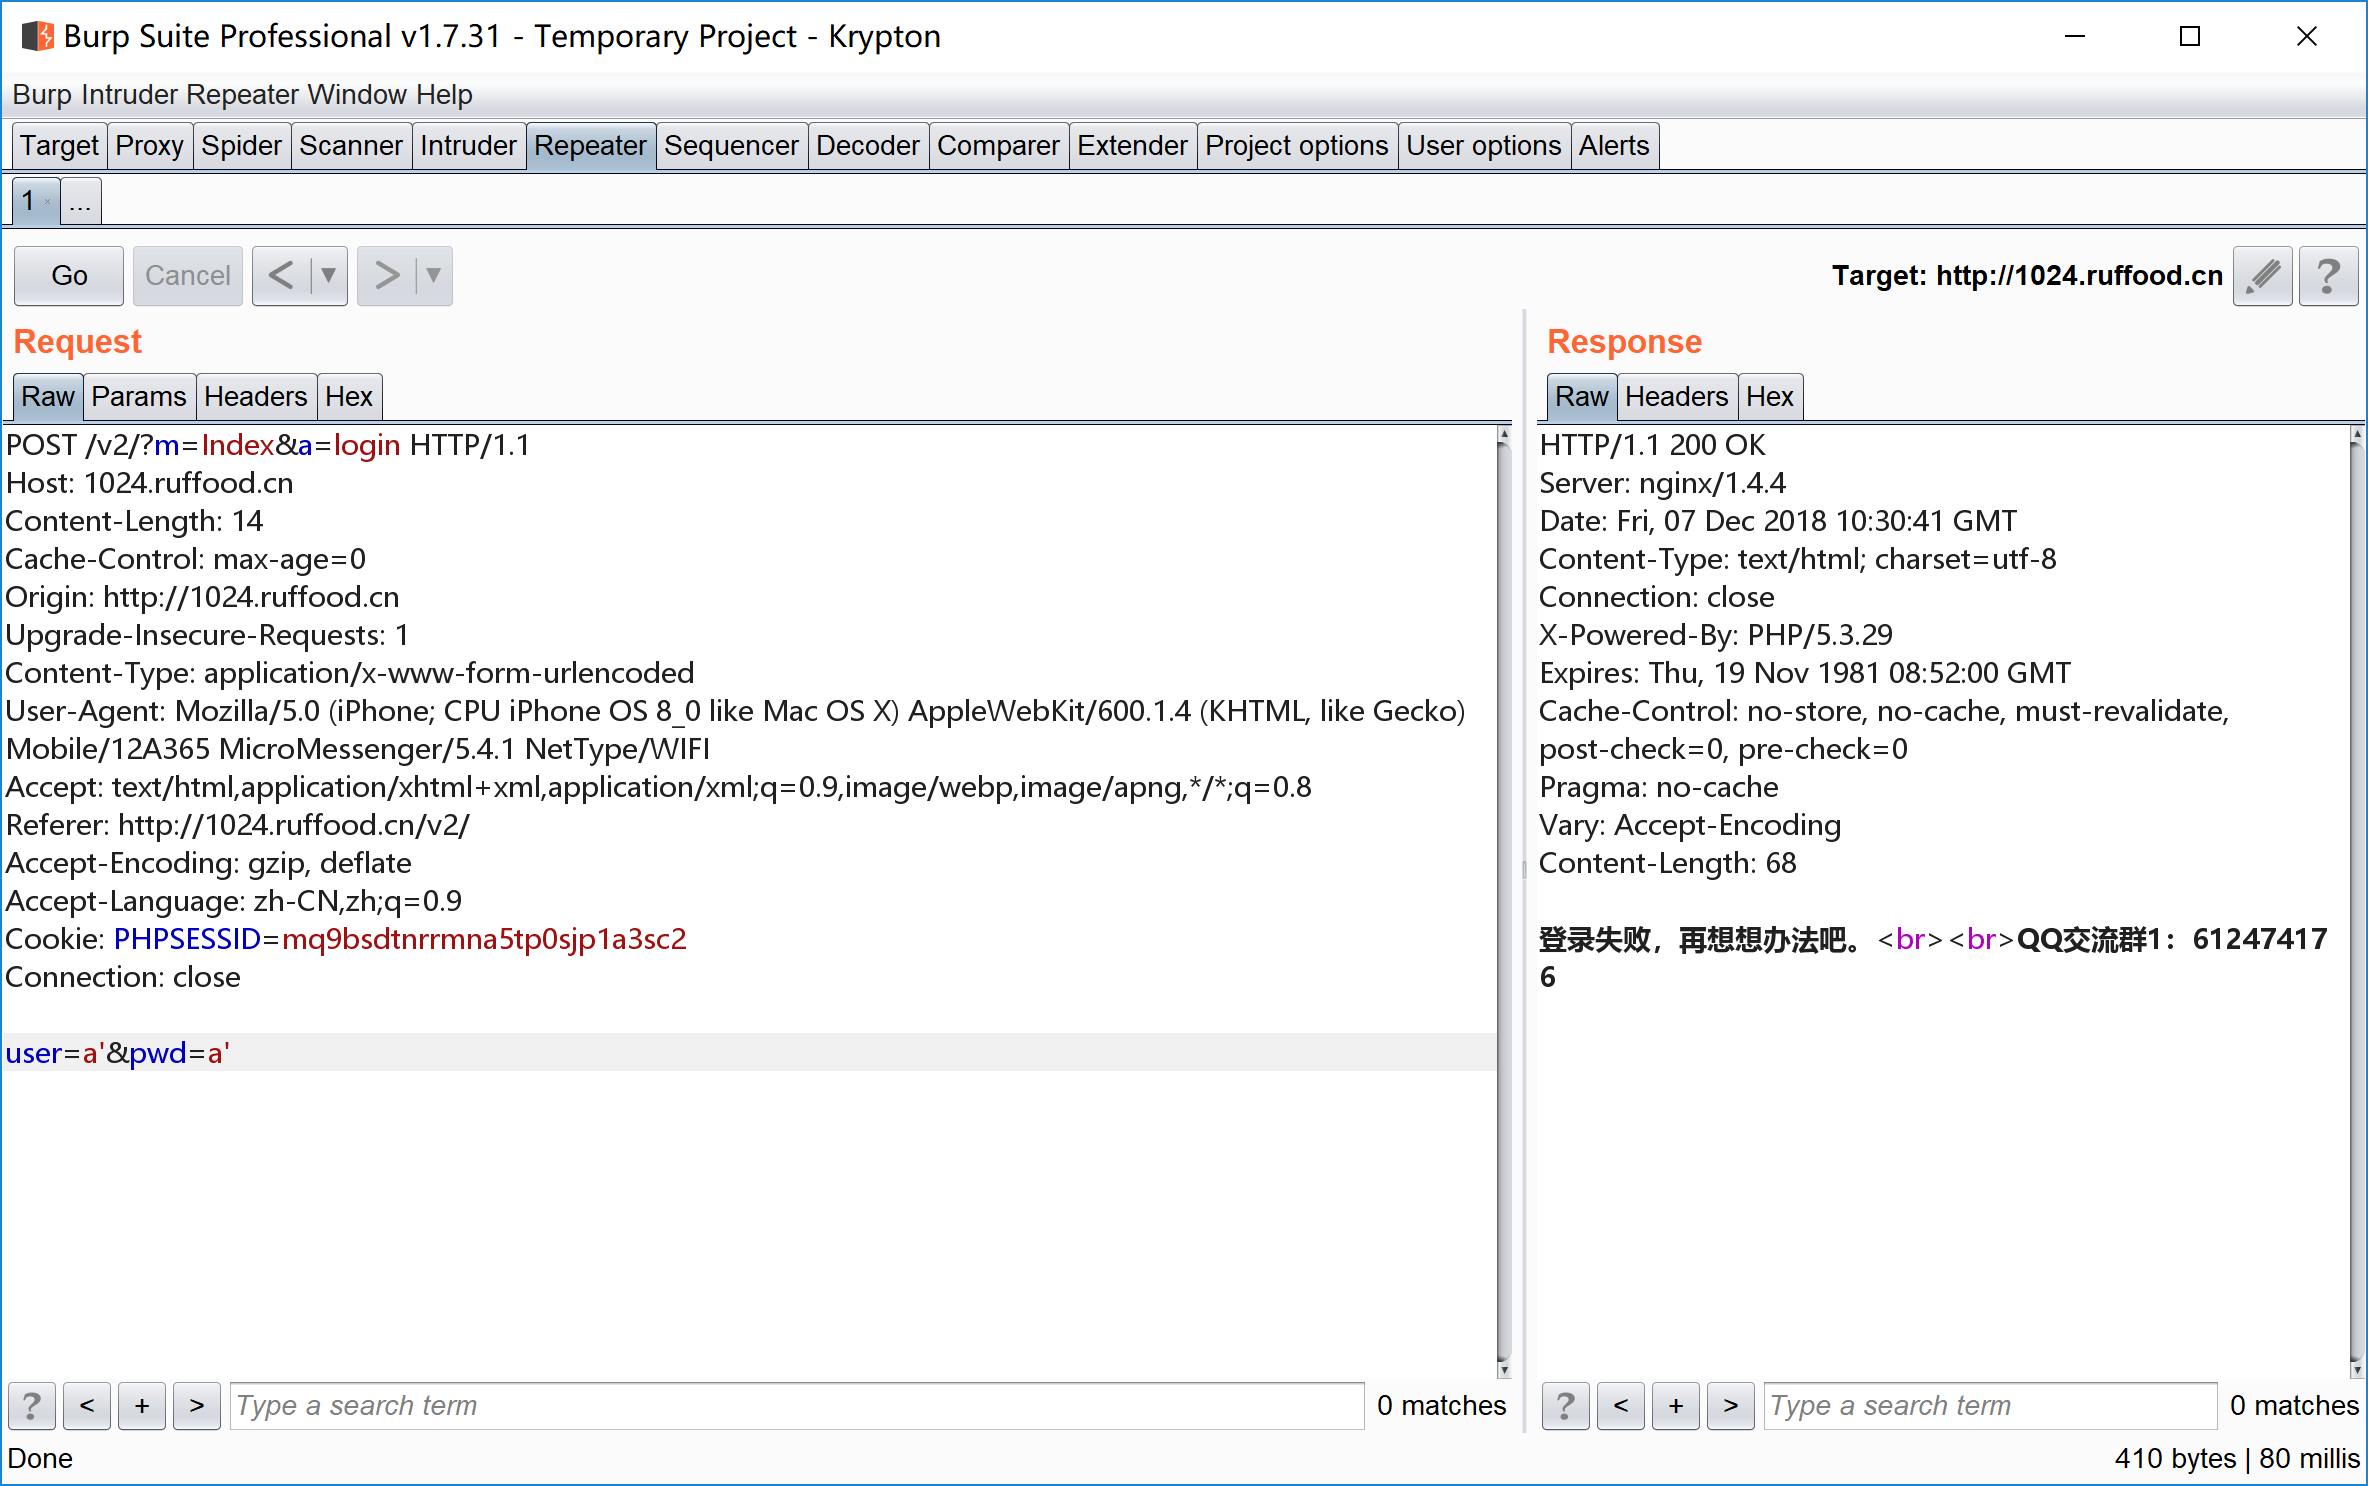 Burp Suite Professional v1.7.31 - Temporary Project - Krypton
Burp Intruder Repeater Window Help
Target Proxy Spider Scanner Intruder Repeater Sequencer Decoder Comparer Extender Project options User options Alerts
1 × ...
Go Cancel < ▼ > ▼ Target: http://1024.ruffood.cn ?
Request
Raw Params Headers Hex
POST /v2/?m=Index&a=login HTTP/1.1
Host: 1024.ruffood.cn
Content-Length: 14
Cache-Control: max-age=0
Origin: http://1024.ruffood.cn
Upgrade-Insecure-Requests: 1
Content-Type: application/x-www-form-urlencoded
User-Agent: Mozilla/5.0 (iPhone; CPU iPhone OS 8_0 like Mac OS X) AppleWebKit/600.1.4 (KHTML, like Gecko)
Mobile/12A365 MicroMessenger/5.4.1 NetType/WIFI
Accept: text/html,application/xhtml+xml,application/xml;q=0.9,image/webp,image/apng,*/*;q=0.8
Referer: http://1024.ruffood.cn/v2/
Accept-Encoding: gzip, deflate
Accept-Language: zh-CN,zh;q=0.9
Cookie: PHPSESSID=mq9bsdtnrrmna5tp0sjp1a3sc2
Connection: close
user=a'&pwd=a'
? < + > Type a search term 0 matches
Response
Raw Headers Hex
HTTP/1.1 200 OK
Server: nginx/1.4.4
Date: Fri, 07 Dec 2018 10:30:41 GMT
Content-Type: text/html; charset=utf-8
Connection: close
X-Powered-By: PHP/5.3.29
Expires: Thu, 19 Nov 1981 08:52:00 GMT
Cache-Control: no-store, no-cache, must-revalidate,
post-check=0, pre-check=0
Pragma: no-cache
Vary: Accept-Encoding
Content-Length: 68
登录失败，再想想办法吧。<br><br>QQ交流群1：61247417
6
? < + > Type a search term 0 matches
Done 410 bytes | 80 millis